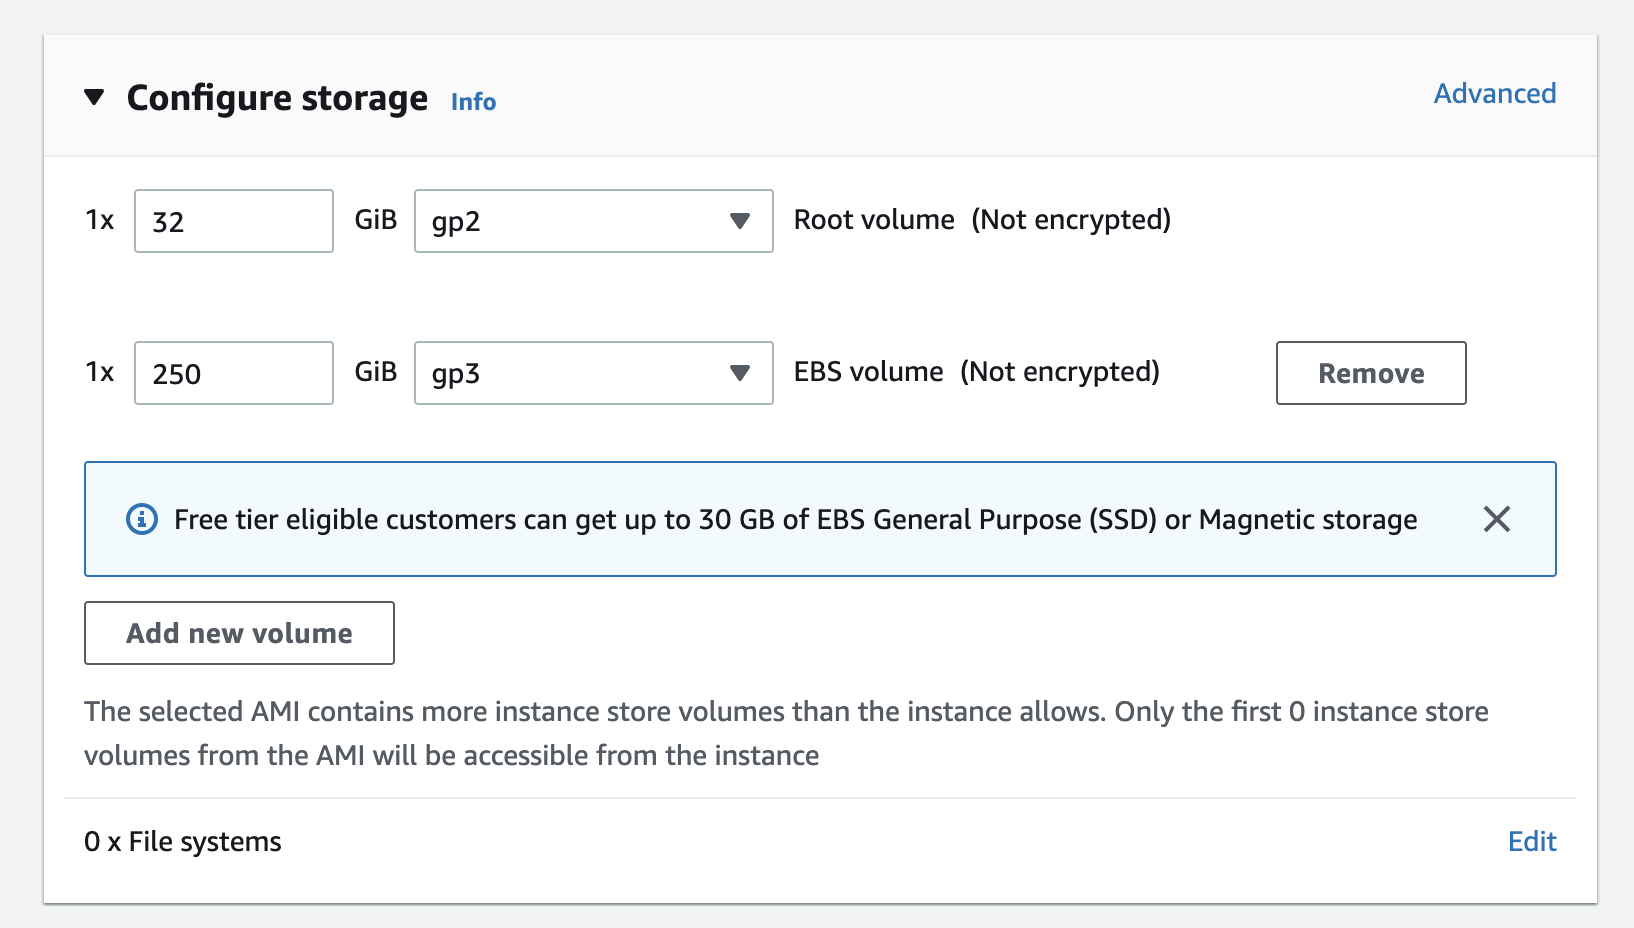 Configure storage Info Advanced
1x 32 GiB gp2 Root volume (Not encrypted)
1x 250 GiB gp3 EBS volume (Not encrypted) Remove
Free tier eligible customers can get up to 30 GB of EBS General Purpose (SSD) or Magnetic storage
Add new volume
The selected AMI contains more instance store volumes than the instance allows. Only the first 0 instance store
volumes from the AMI will be accessible from the instance
0 x File systems Edit